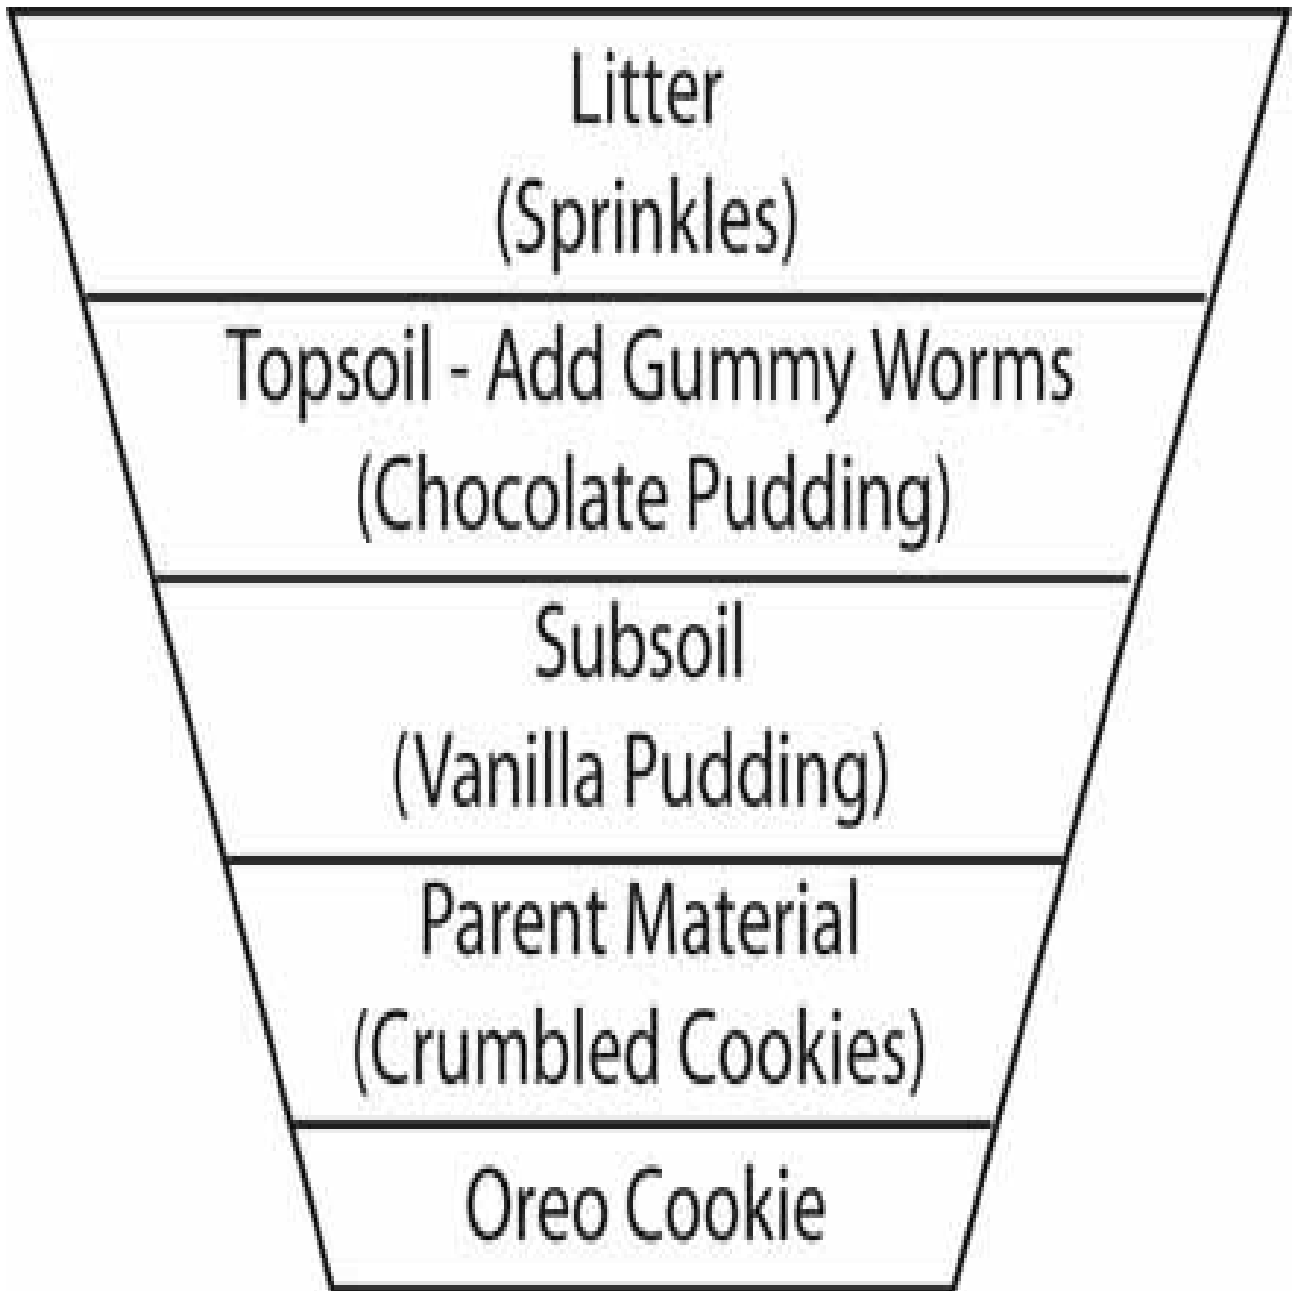 Litter
(Sprinkles)
Topsoil - Add Gummy Worms
(Chocolate Pudding)
Subsoil
(Vanilla Pudding)
Parent Material
(Crumbled Cookies)
Oreo Cookie